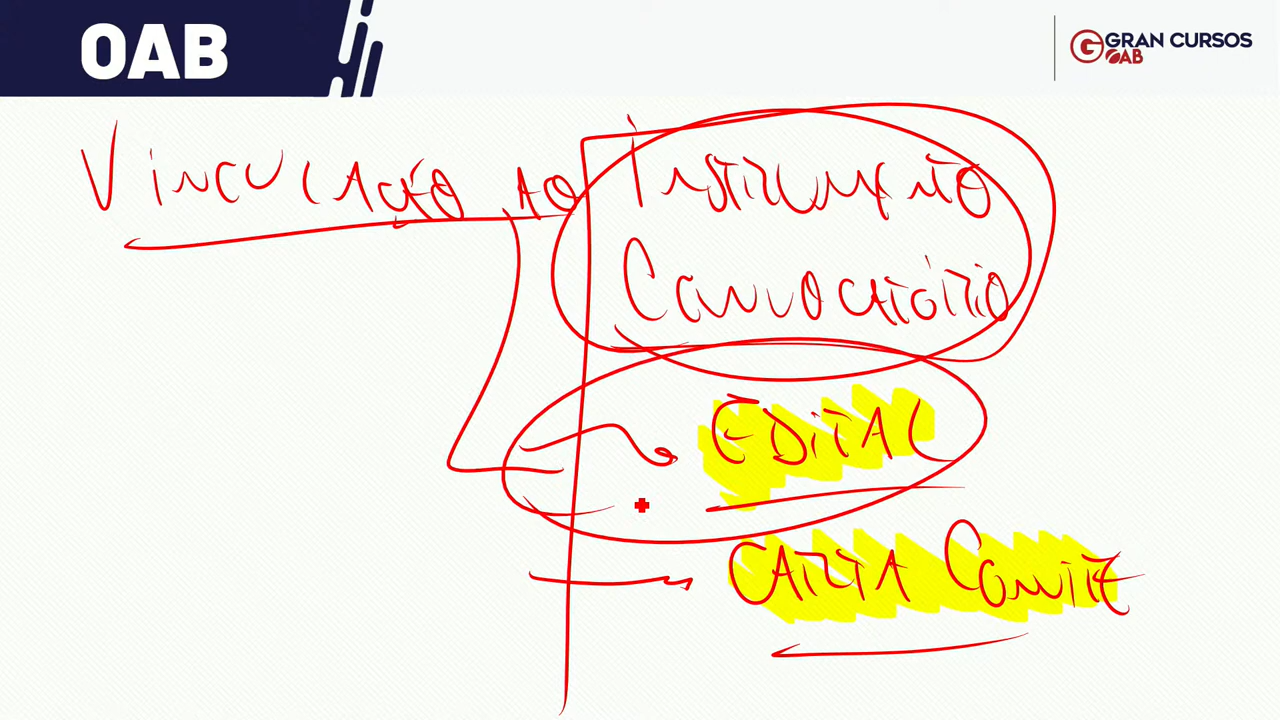 OAB
GRAN CURSOS
OAB
Vinculação ao Instrumento
Convocatório
Edital
Carta Convite